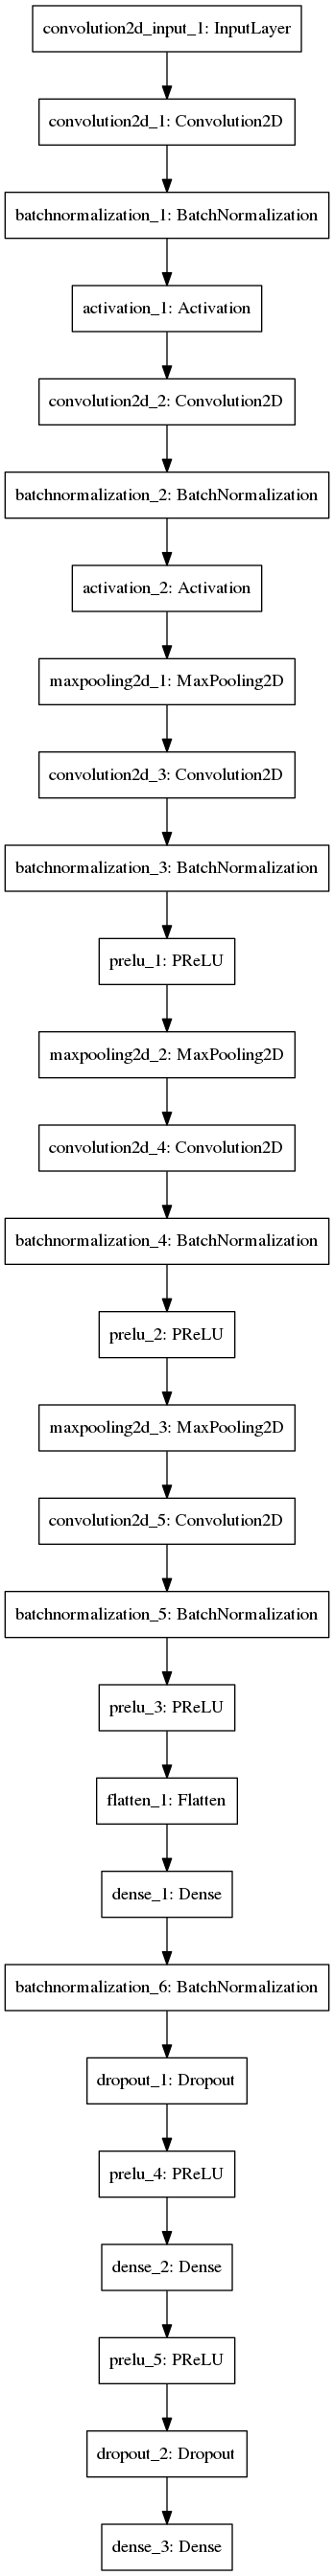 convolution2d_input_1: InputLayer
convolution2d_1: Convolution2D
batchnormalization_1: BatchNormalization
activation_1: Activation
convolution2d_2: Convolution2D
batchnormalization_2: BatchNormalization
activation_2: Activation
maxpooling2d_1: MaxPooling2D
convolution2d_3: Convolution2D
batchnormalization_3: BatchNormalization
prelu_1: PReLU
maxpooling2d_2: MaxPooling2D
convolution2d_4: Convolution2D
batchnormalization_4: BatchNormalization
prelu_2: PReLU
maxpooling2d_3: MaxPooling2D
convolution2d_5: Convolution2D
batchnormalization_5: BatchNormalization
prelu_3: PReLU
flatten_1: Flatten
dense_1: Dense
batchnormalization_6: BatchNormalization
dropout_1: Dropout
prelu_4: PReLU
dense_2: Dense
prelu_5: PReLU
dropout_2: Dropout
dense_3: Dense